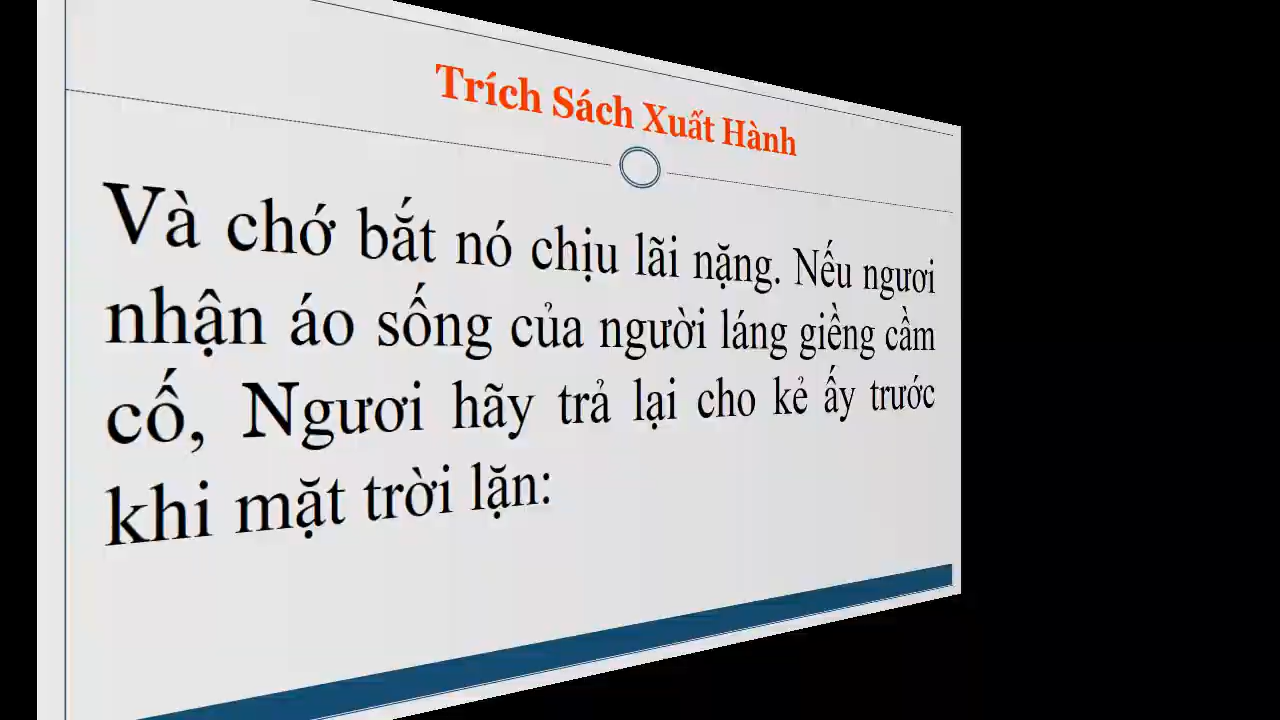 Trích Sách Xuất Hành
Và chớ bắt nó chịu lãi nặng. Nếu ngươi
nhận áo sống của người láng giềng cầm
cố, Ngươi hãy trả lại cho kẻ ấy trước
khi mặt trời lặn: